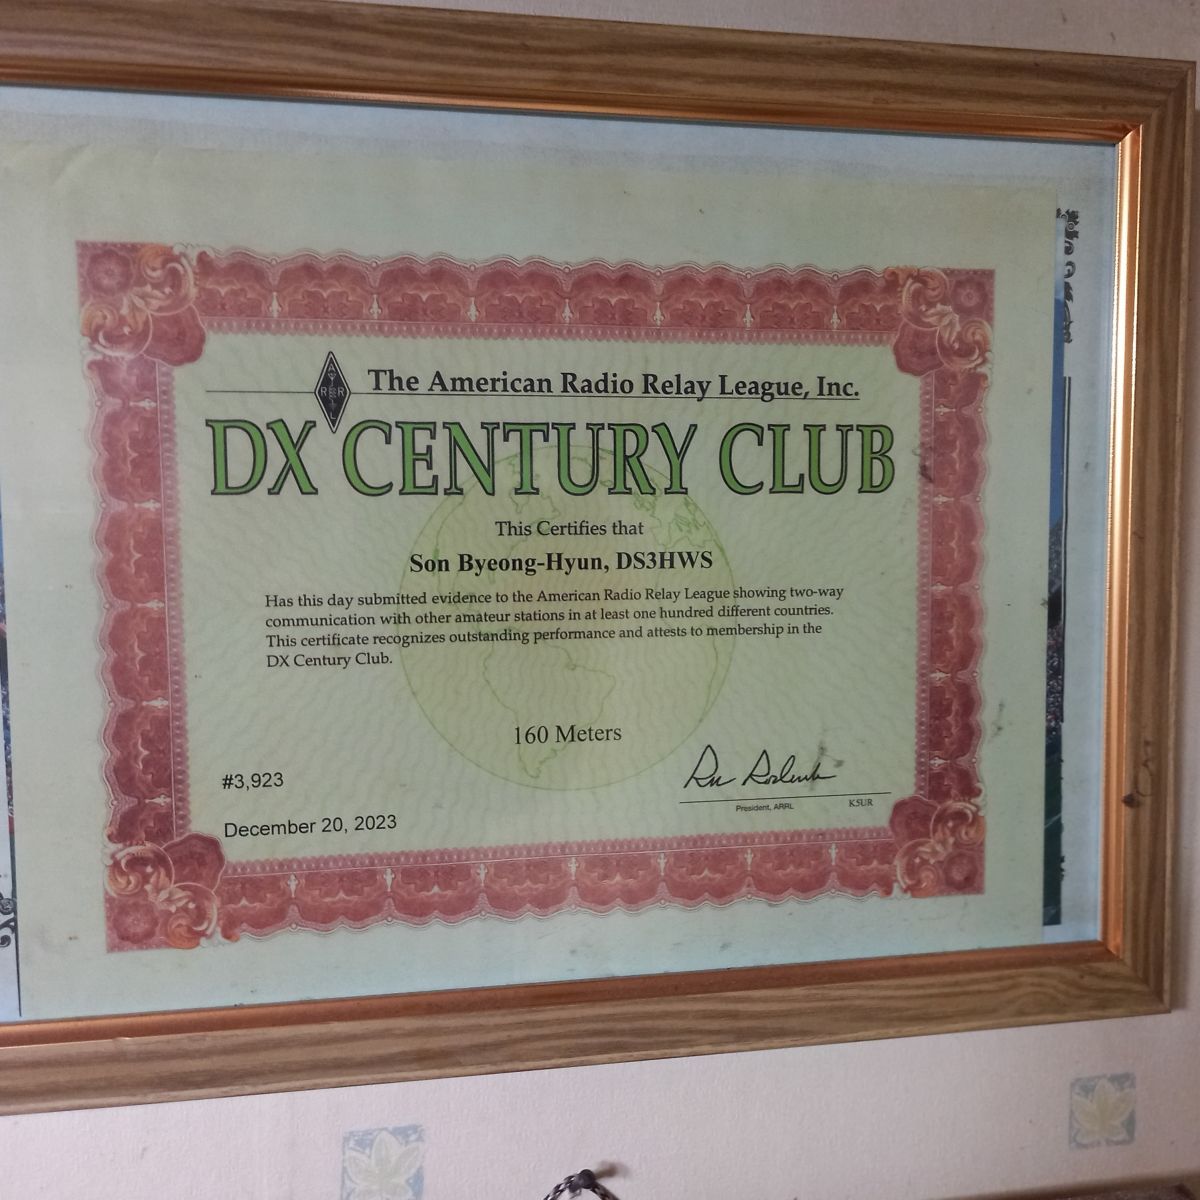 The American Radio Relay League, Inc.
ARRL
DX CENTURY CLUB
This Certifies that
Son Byeong-Hyun, DS3HWS
Has this day submitted evidence to the American Radio Relay League showing two-way
communication with other amateur stations in at least one hundred different countries.
This certificate recognizes outstanding performance and attests to membership in the
DX Century Club.
160 Meters
#3,923
December 20, 2023
President, ARRL
K5UR